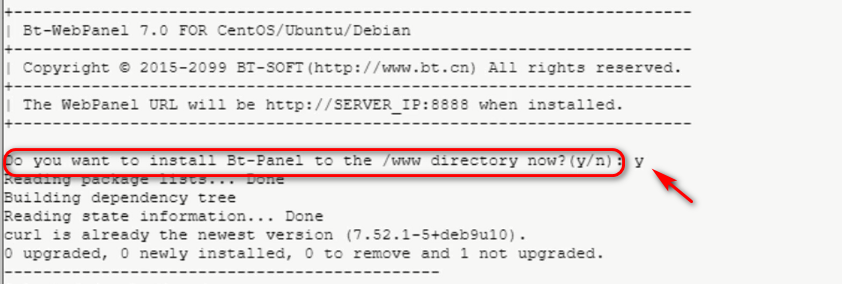 +----------------------------------------------------------------------
| Bt-WebPanel 7.0 FOR CentOS/Ubuntu/Debian
+----------------------------------------------------------------------
| Copyright © 2015-2099 BT-SOFT(http://www.bt.cn) All rights reserved.
+----------------------------------------------------------------------
| The WebPanel URL will be http://SERVER_IP:8888 when installed.
+----------------------------------------------------------------------
Do you want to install Bt-Panel to the /www directory now?(y/n): y
Reading package lists... Done
Building dependency tree
Reading state information... Done
curl is already the newest version (7.52.1-5+deb9u10).
0 upgraded, 0 newly installed, 0 to remove and 1 not upgraded.
---------------------------------------------